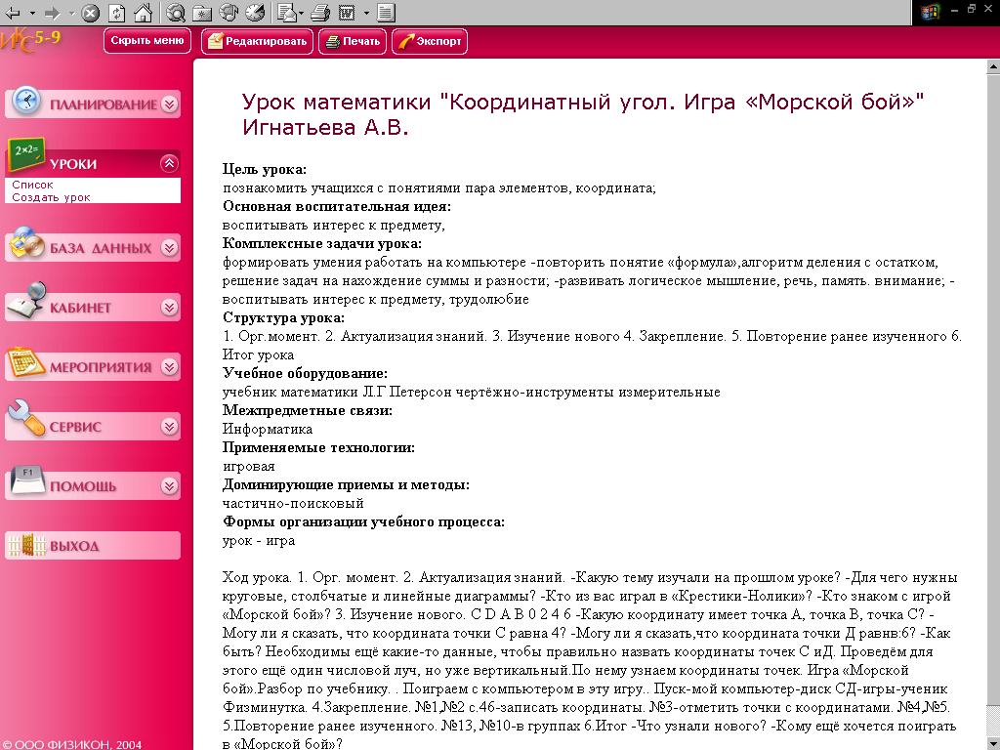 ИКС 5-9
Скрыть меню
Редактировать
Печать
Экспорт
ПЛАНИРОВАНИЕ
2x2=
УРОКИ
Список
Создать урок
БАЗА ДАННЫХ
КАБИНЕТ
МЕРОПРИЯТИЯ
СЕРВИС
F1
ПОМОЩЬ
ВЫХОД
© ООО ФИЗИКОН, 2004
Урок математики "Координатный угол. Игра «Морской бой»"
Игнатьева А.В.
Цель урока:
познакомить учащихся с понятиями пара элементов, координата;
Основная воспитательная идея:
воспитывать интерес к предмету,
Комплексные задачи урока:
формировать умения работать на компьютере -повторить понятие «формула»,алгоритм деления с остатком,
решение задач на нахождение суммы и разности; -развивать логическое мышление, речь, память. внимание; -
воспитывать интерес к предмету, трудолюбие
Структура урока:
1. Орг.момент. 2. Актуализация знаний. 3. Изучение нового 4. Закрепление. 5. Повторение ранее изученного 6.
Итог урока
Учебное оборудование:
учебник математики Л.Г Петерсон чертёжно-инструменты измерительные
Межпредметные связи:
Информатика
Применяемые технологии:
игровая
Доминирующие приемы и методы:
частично-поисковый
Формы организации учебного процесса:
урок - игра
Ход урока. 1. Орг. момент. 2. Актуализация знаний. -Какую тему изучали на прошлом уроке? -Для чего нужны
круговые, столбчатые и линейные диаграммы? -Кто из вас играл в «Крестики-Нолики»? -Кто знаком с игрой
«Морской бой»? 3. Изучение нового. C D A B 0 2 4 6 -Какую координату имеет точка А, точка В, точка С? -
Могу ли я сказать, что координата точки С равна 4? -Могу ли я сказать,что координата точки Д равнв:6? -Как
быть? Необходимы ещё какие-то данные, чтобы правильно назвать координаты точек С иД. Проведём для
этого ещё один числовой луч, но уже вертикальный.По нему узнаем координаты точек. Игра «Морской
бой».Разбор по учебнику. . Поиграем с компьютером в эту игру.. Пуск-мой компьютер-диск СД-игры-ученик
Физминутка. 4.Закрепление. №1,№2 с.46-записать координаты. №3-отметить точки с координатами. №4,№5.
5.Повторение ранее изученного. №13, №10-в группах 6.Итог -Что узнали нового? -Кому ещё хочется поиграть
в «Морской бой»?